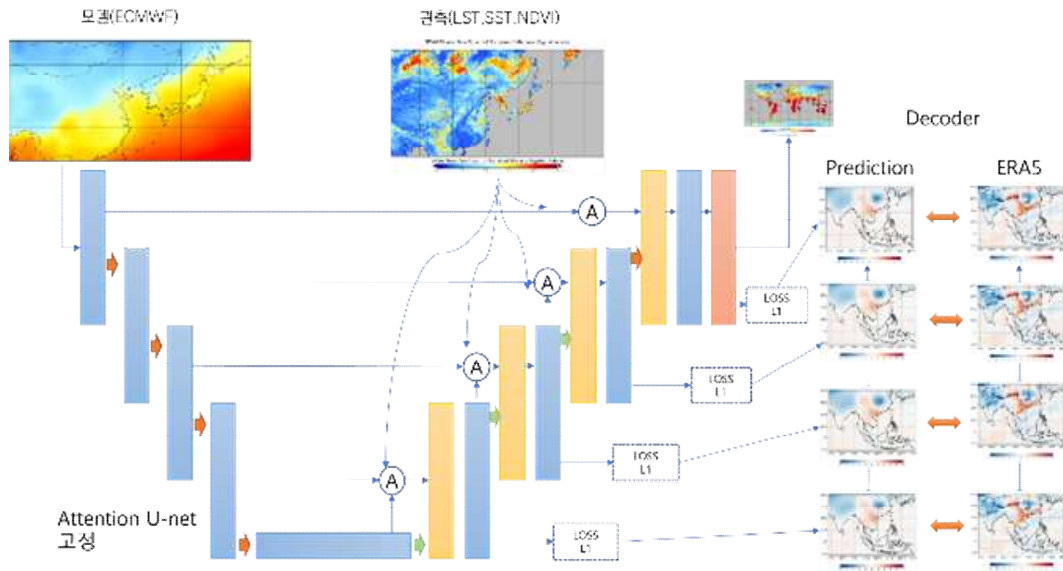 모델(ECMWF)
관측(LST,SST,NDVI)
Decoder
Prediction
ERA5
A
A
LOSS
L1
A
LOSS
L1
A
LOSS
L1
Attention U-net
고성
LOSS
L1